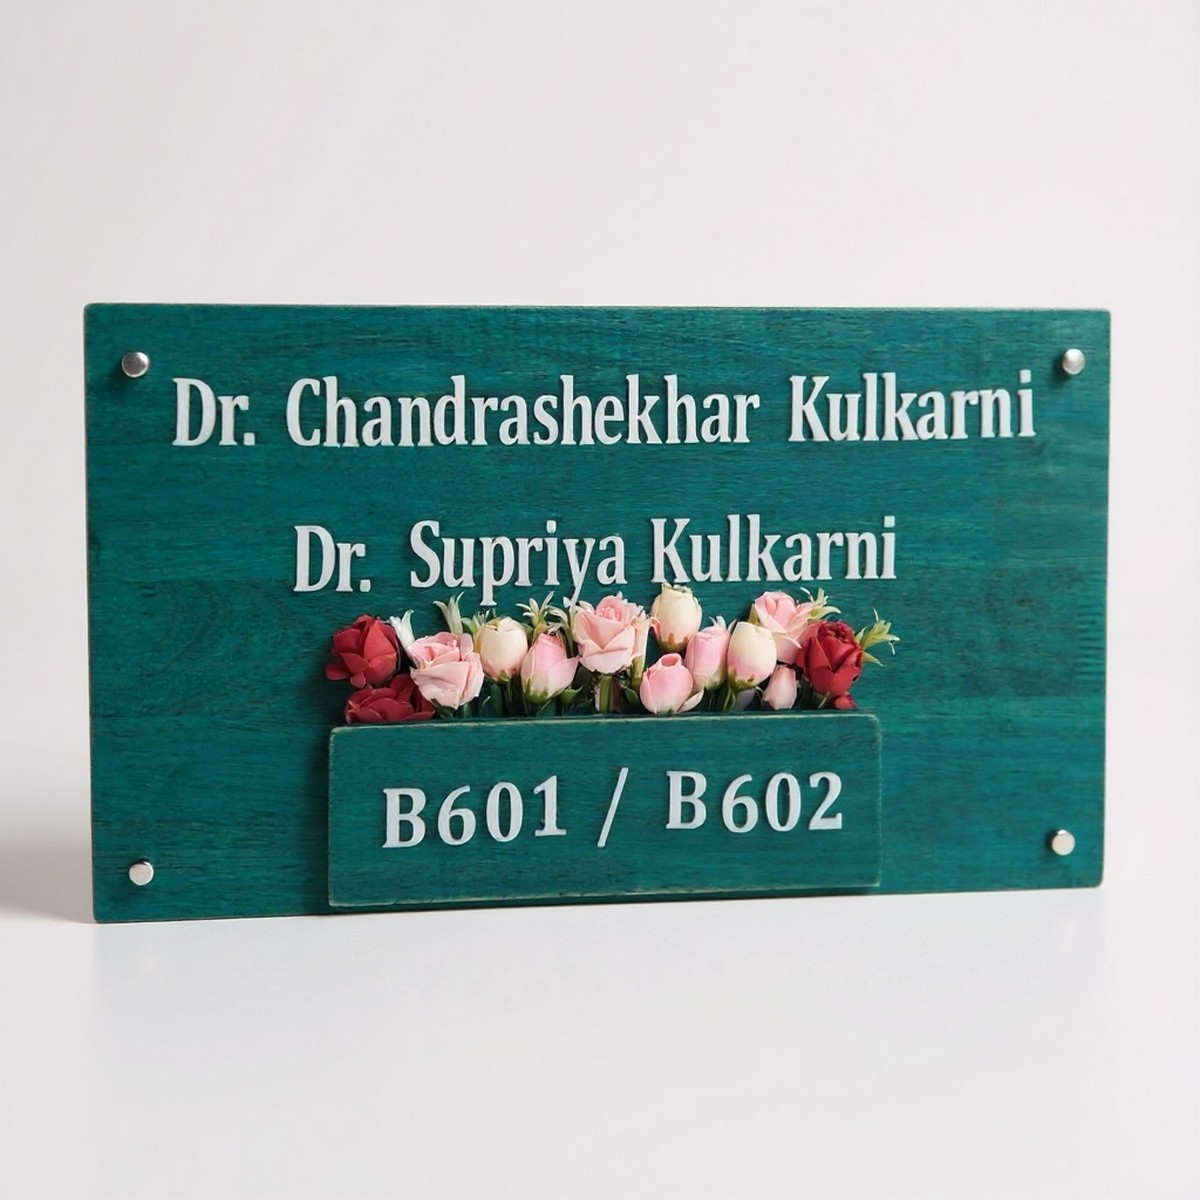 Dr. Chandrashekhar Kulkarni
Dr. Supriya Kulkarni
B601 / B602